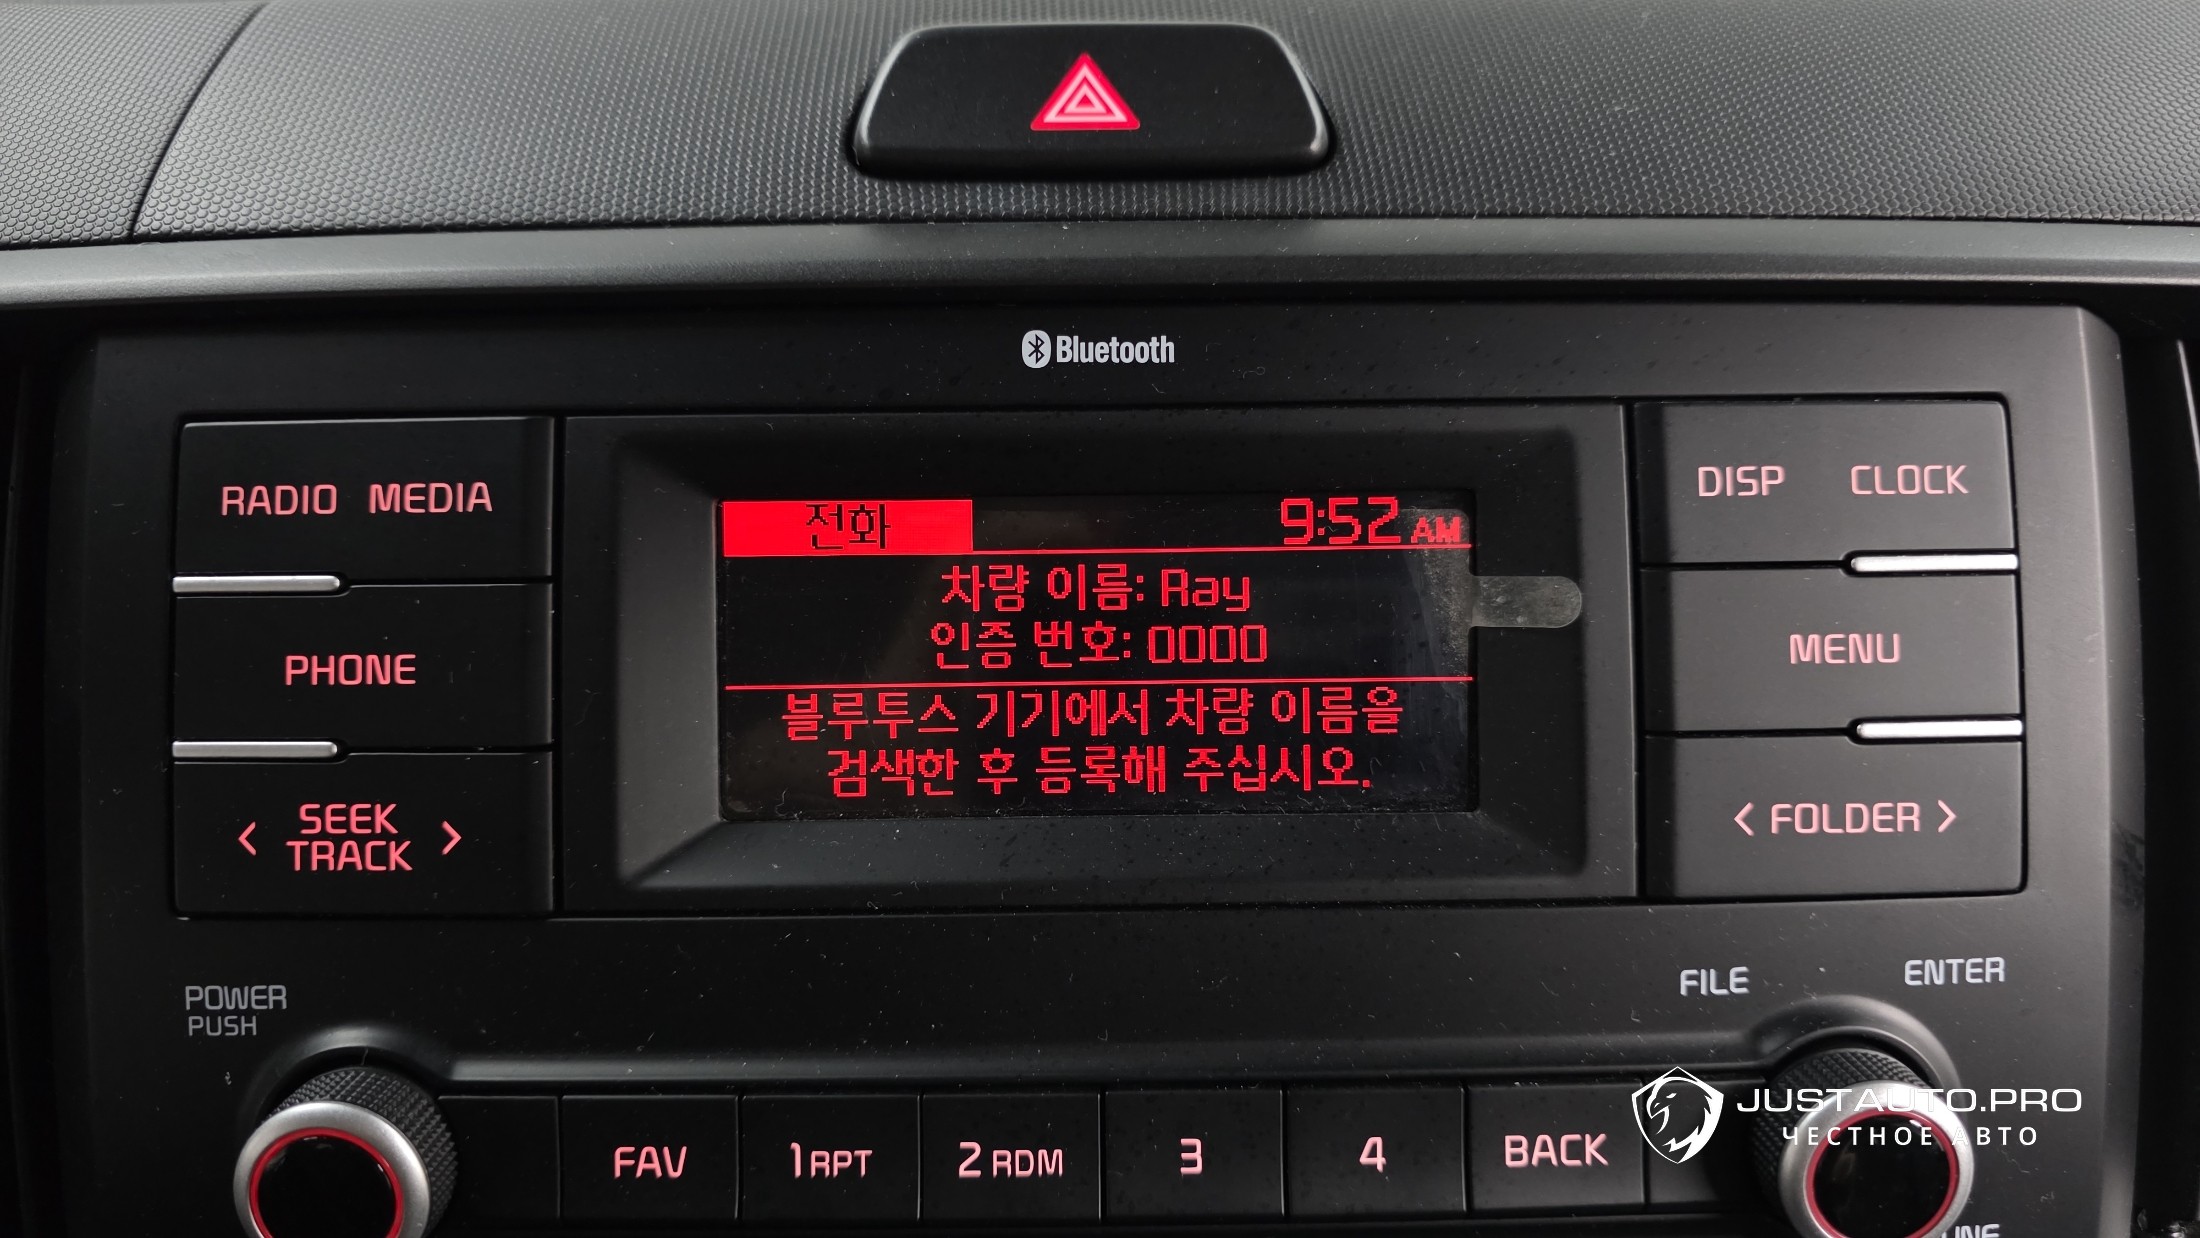 Bluetooth
RADIO MEDIA
DISP CLOCK
전화 9:52 AM
차량 이름: Ray
인증 번호: 0000
PHONE
MENU
블루투스 기기에서 차량 이름을
검색한 후 등록해 주십시오.
< SEEK TRACK >
< FOLDER >
POWER
PUSH
FILE
ENTER
FAV
1 RPT
2 RDM
3
4
BACK
JUSTAUTO.PRO
ЧЕСТНОЕ АВТО